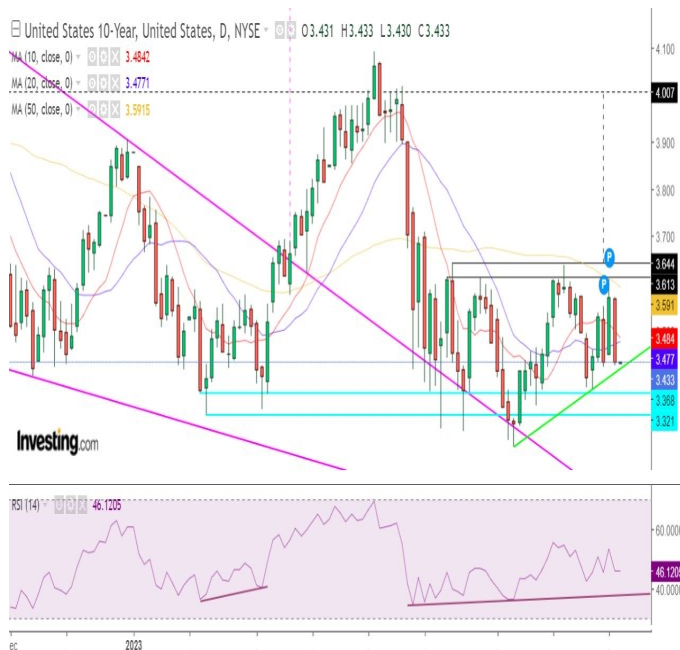 United States 10-Year, United States, D, NYSE O3.431 H3.433 L3.430 C3.433
MA (10, close, 0) 3.4842
MA (20, close, 0) 3.4771
MA (50, close, 0) 3.5915
4.100
4.007
3.900
3.800
3.700
P
3.644
P
3.613
3.591
3.484
3.477
3.433
3.368
3.321
Investing.com
RSI (14) 46.1205
60.0000
46.1205
40.0000
ec 2023